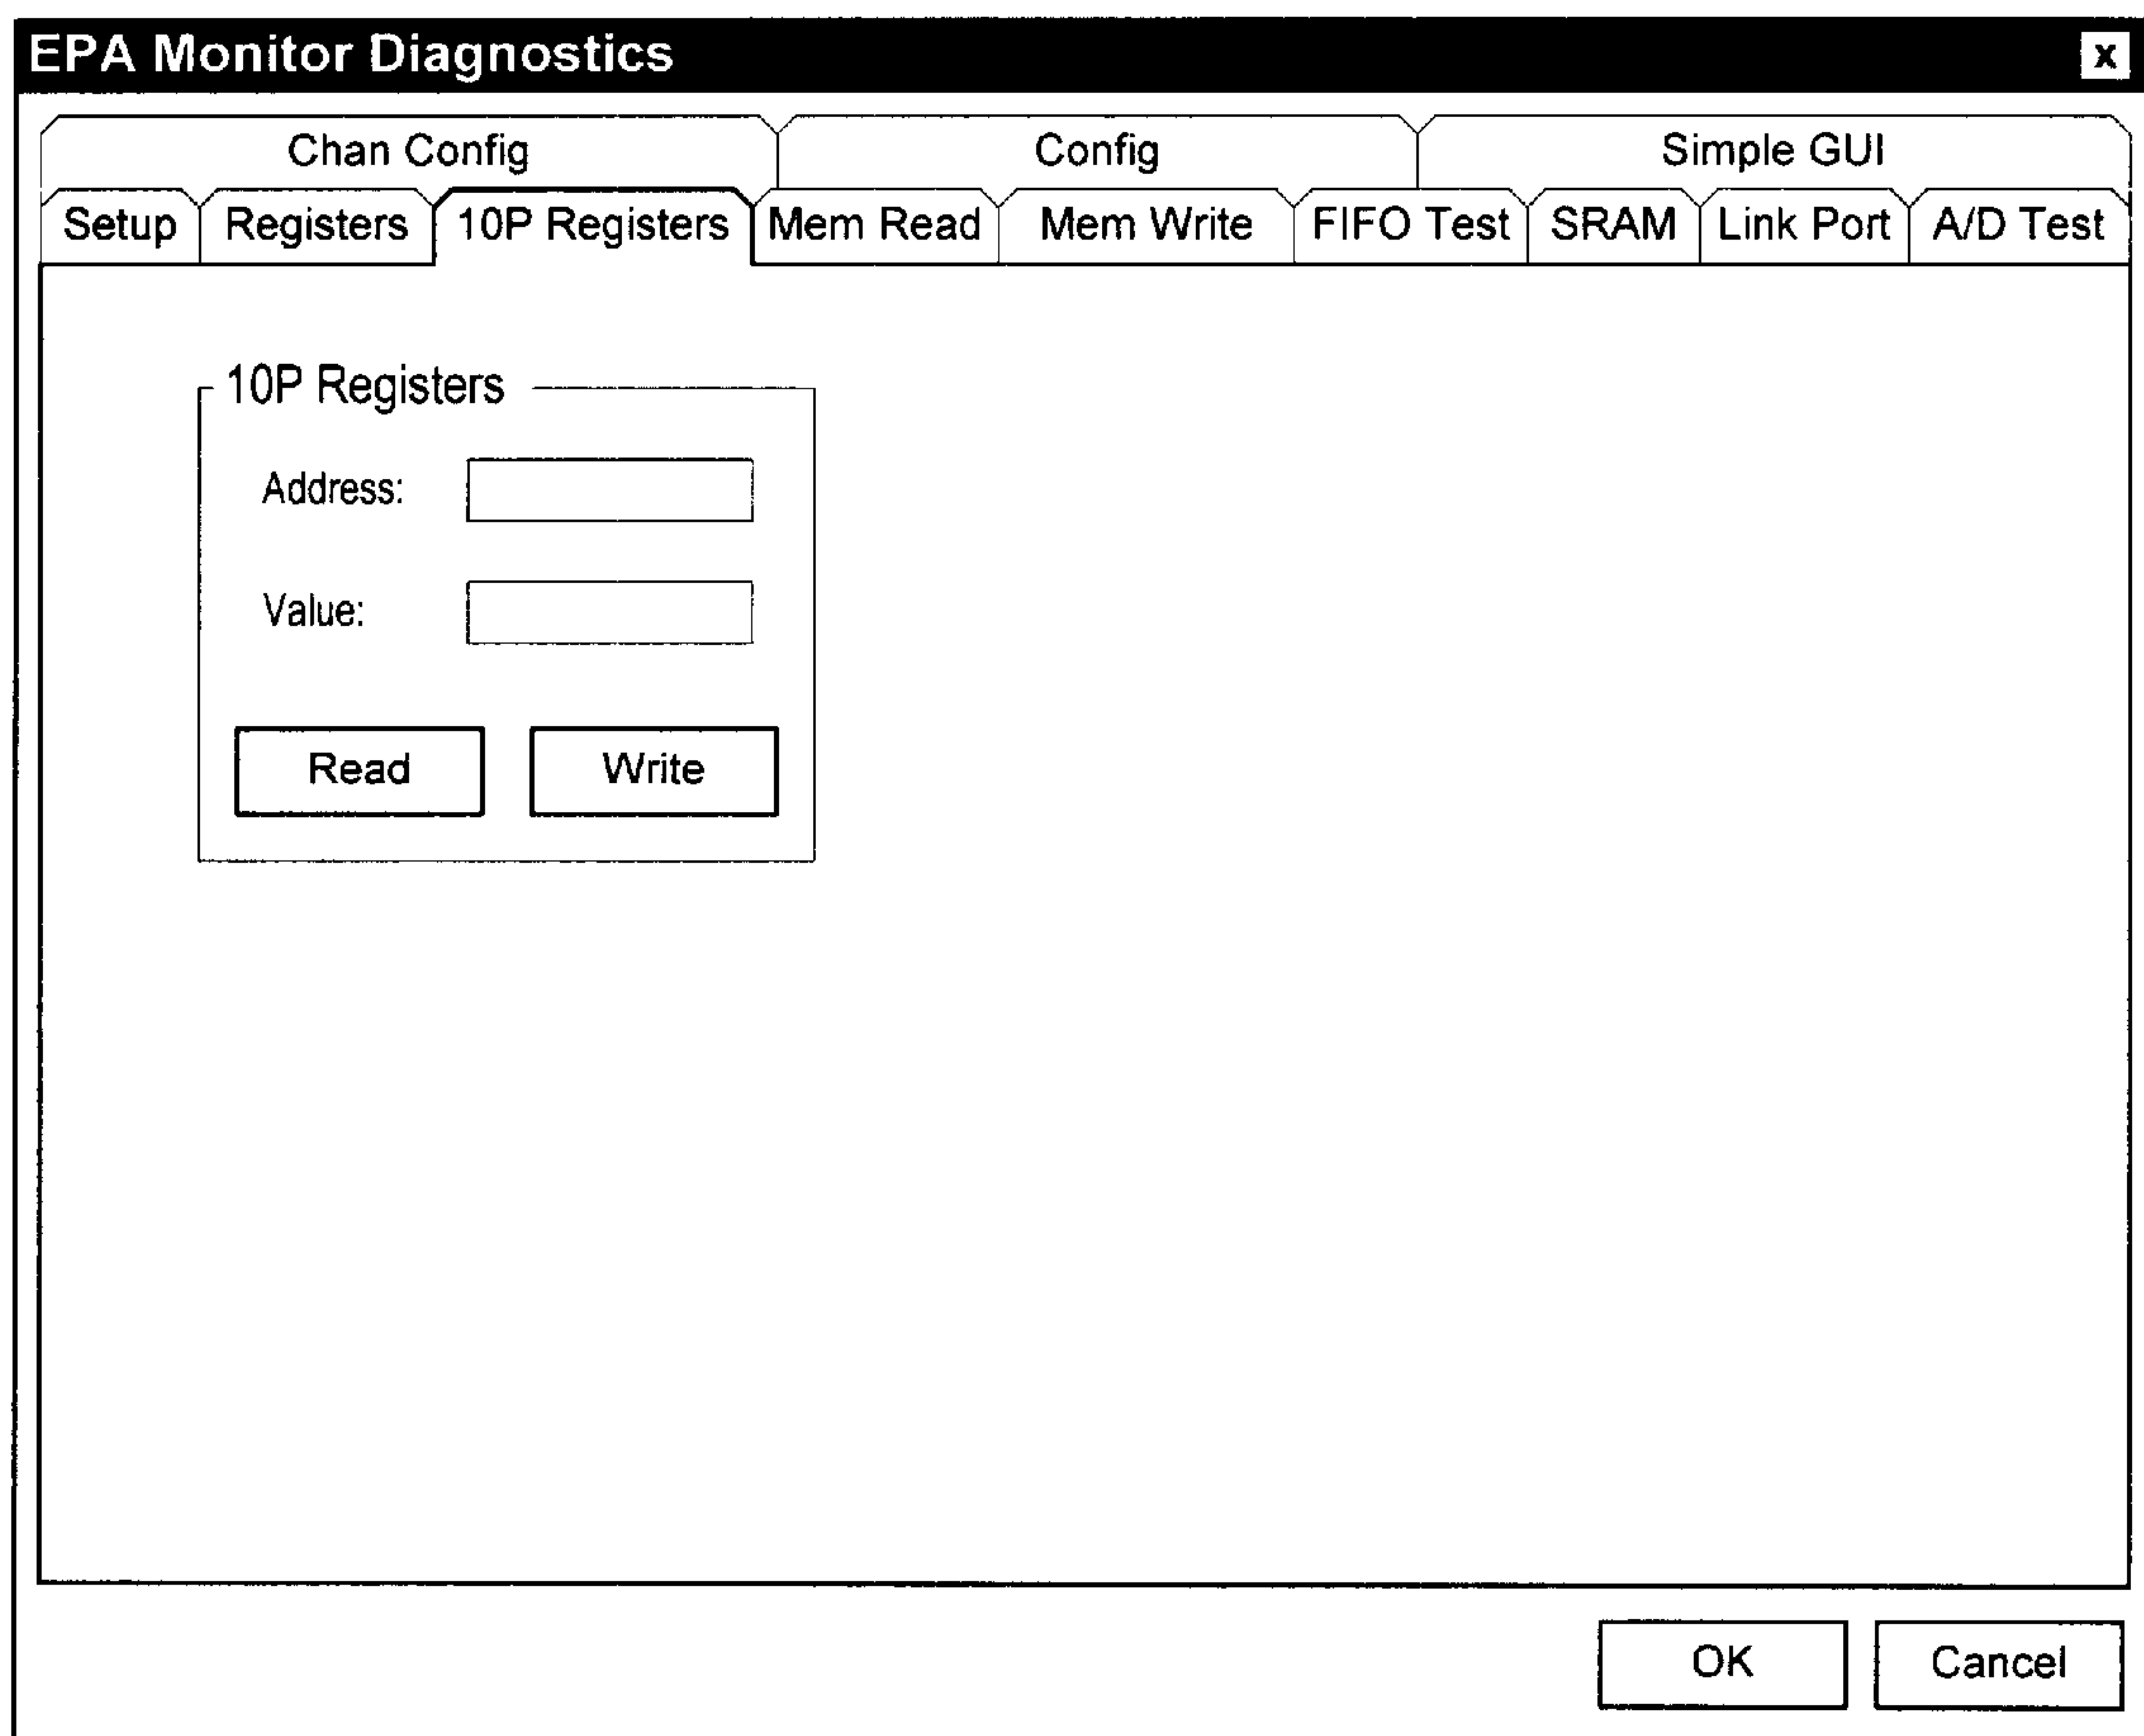 EPA Monitor Diagnostics x
Chan Config Config Simple GUI
Setup Registers 10P Registers Mem Read Mem Write FIFO Test SRAM Link Port A/D Test
10P Registers
Address:
Value:
Read Write
OK Cancel